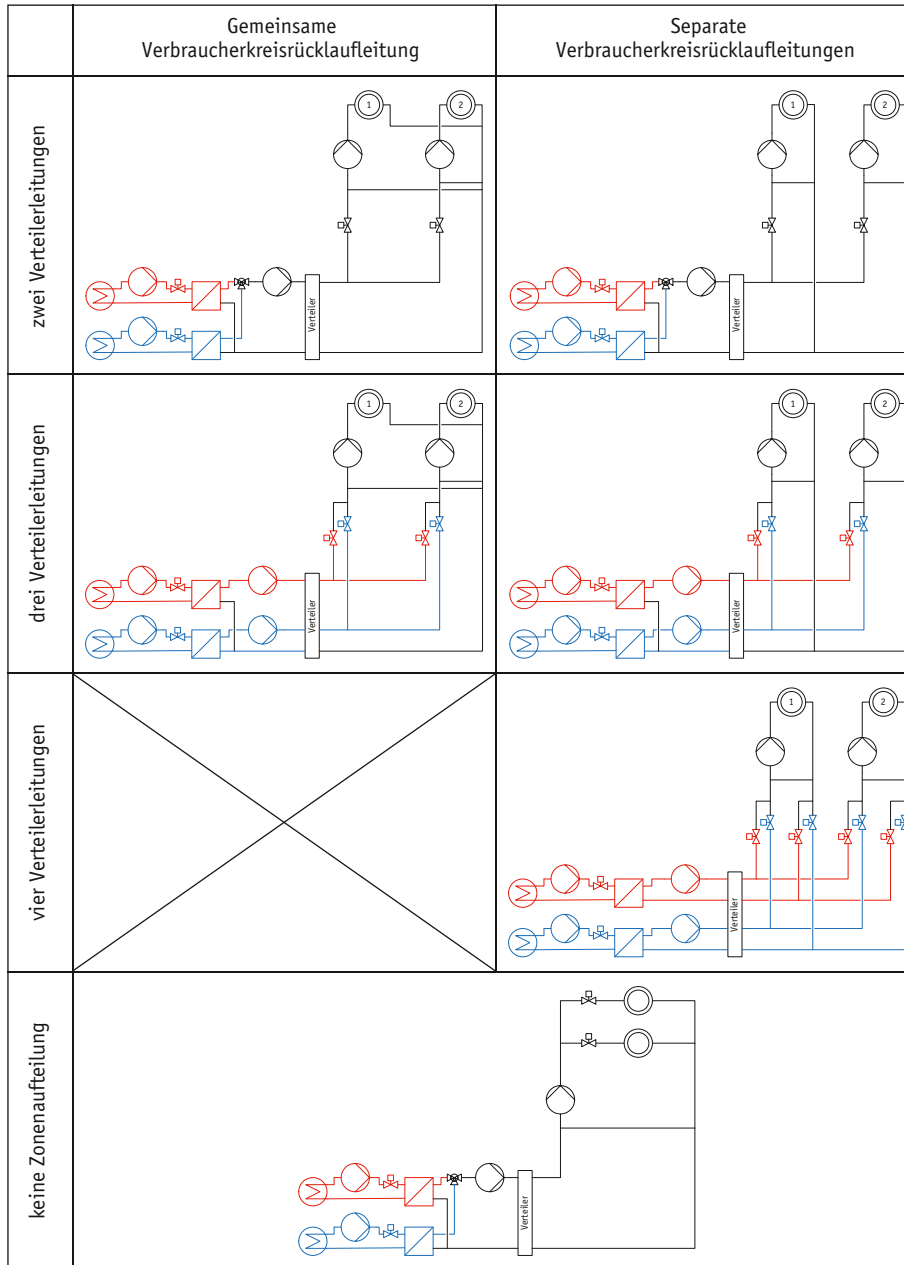 Gemeinsame
Verbraucherkreisrücklaufleitung
Separate
Verbraucherkreisrücklaufleitungen
zwei Verteilerleitungen
1
2
Verteiler
1
2
Verteiler
drei Verteilerleitungen
1
2
Verteiler
1
2
Verteiler
vier Verteilerleitungen
1
2
Verteiler
keine Zonenaufteilung
Verteiler